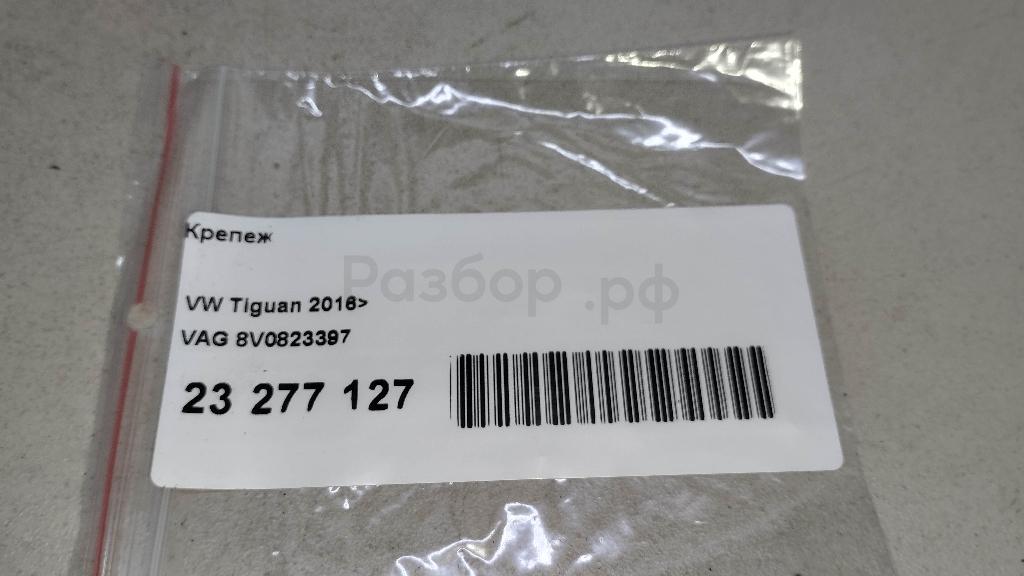 Крепеж
Разбор.рф
VW Tiguan 2016>
VAG 8V0823397
23 277 127